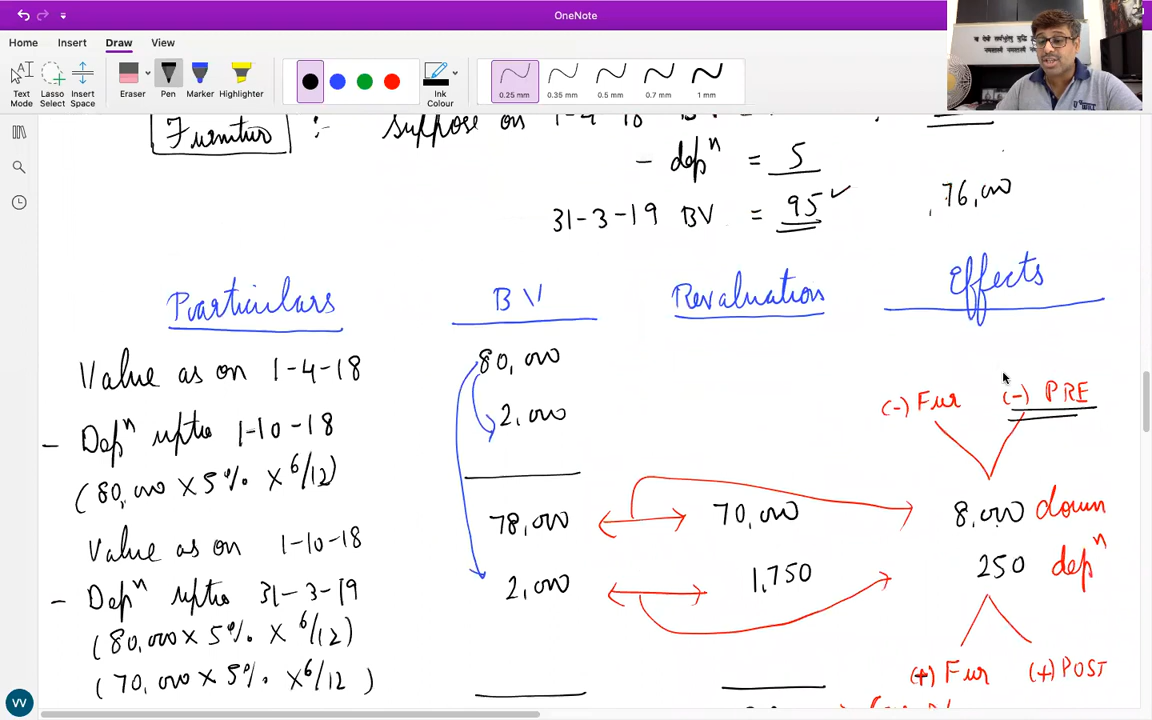 OneNote
Home Insert Draw View
Text Mode Lasso Select Insert Space Eraser Pen Marker Highlighter Ink Colour 0.25 mm 0.35 mm 0.5 mm 0.7 mm 1 mm
Furniture :- suppose on 1-4-18 BV =
- depⁿ = 5
31-3-19 BV = 95 ✓ 76,000
Particulars BV Revaluation Effects
Value as on 1-4-18 80,000
(-) Fur (-) PRE
- Depⁿ upto 1-10-18 2,000
(80,000 x 5% x 6/12)
Value as on 1-10-18 78,000 70,000 8,000 down
- Depⁿ upto 31-3-19 2,000 1,750 250 depⁿ
(80,000 x 5% x 6/12)
(70,000 x 5% x 6/12)
(+) Fur (+) POST
VV